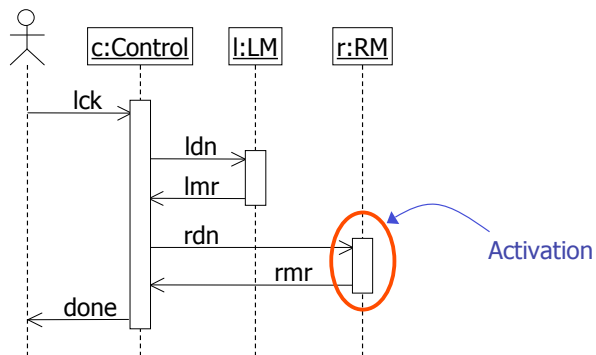 c:Control
l:LM
r:RM
lck
ldn
lmr
rdn
Activation
rmr
done